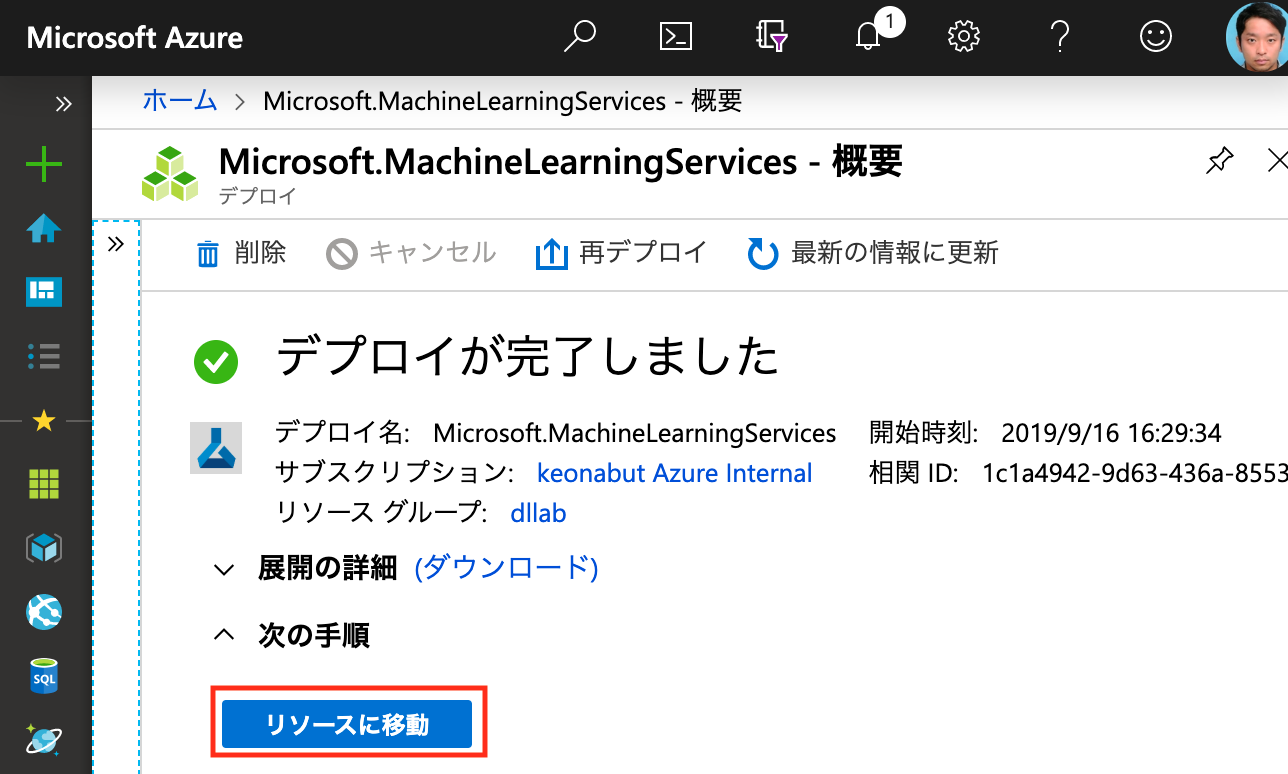 Microsoft Azure
1
ホーム > Microsoft.MachineLearningServices - 概要
Microsoft.MachineLearningServices - 概要
デプロイ
削除 キャンセル 再デプロイ 最新の情報に更新
デプロイが完了しました
デプロイ名: Microsoft.MachineLearningServices 開始時刻: 2019/9/16 16:29:34
サブスクリプション: keonabut Azure Internal 相関 ID: 1c1a4942-9d63-436a-8553
リソース グループ: dllab
展開の詳細 (ダウンロード)
次の手順
SQL
リソースに移動